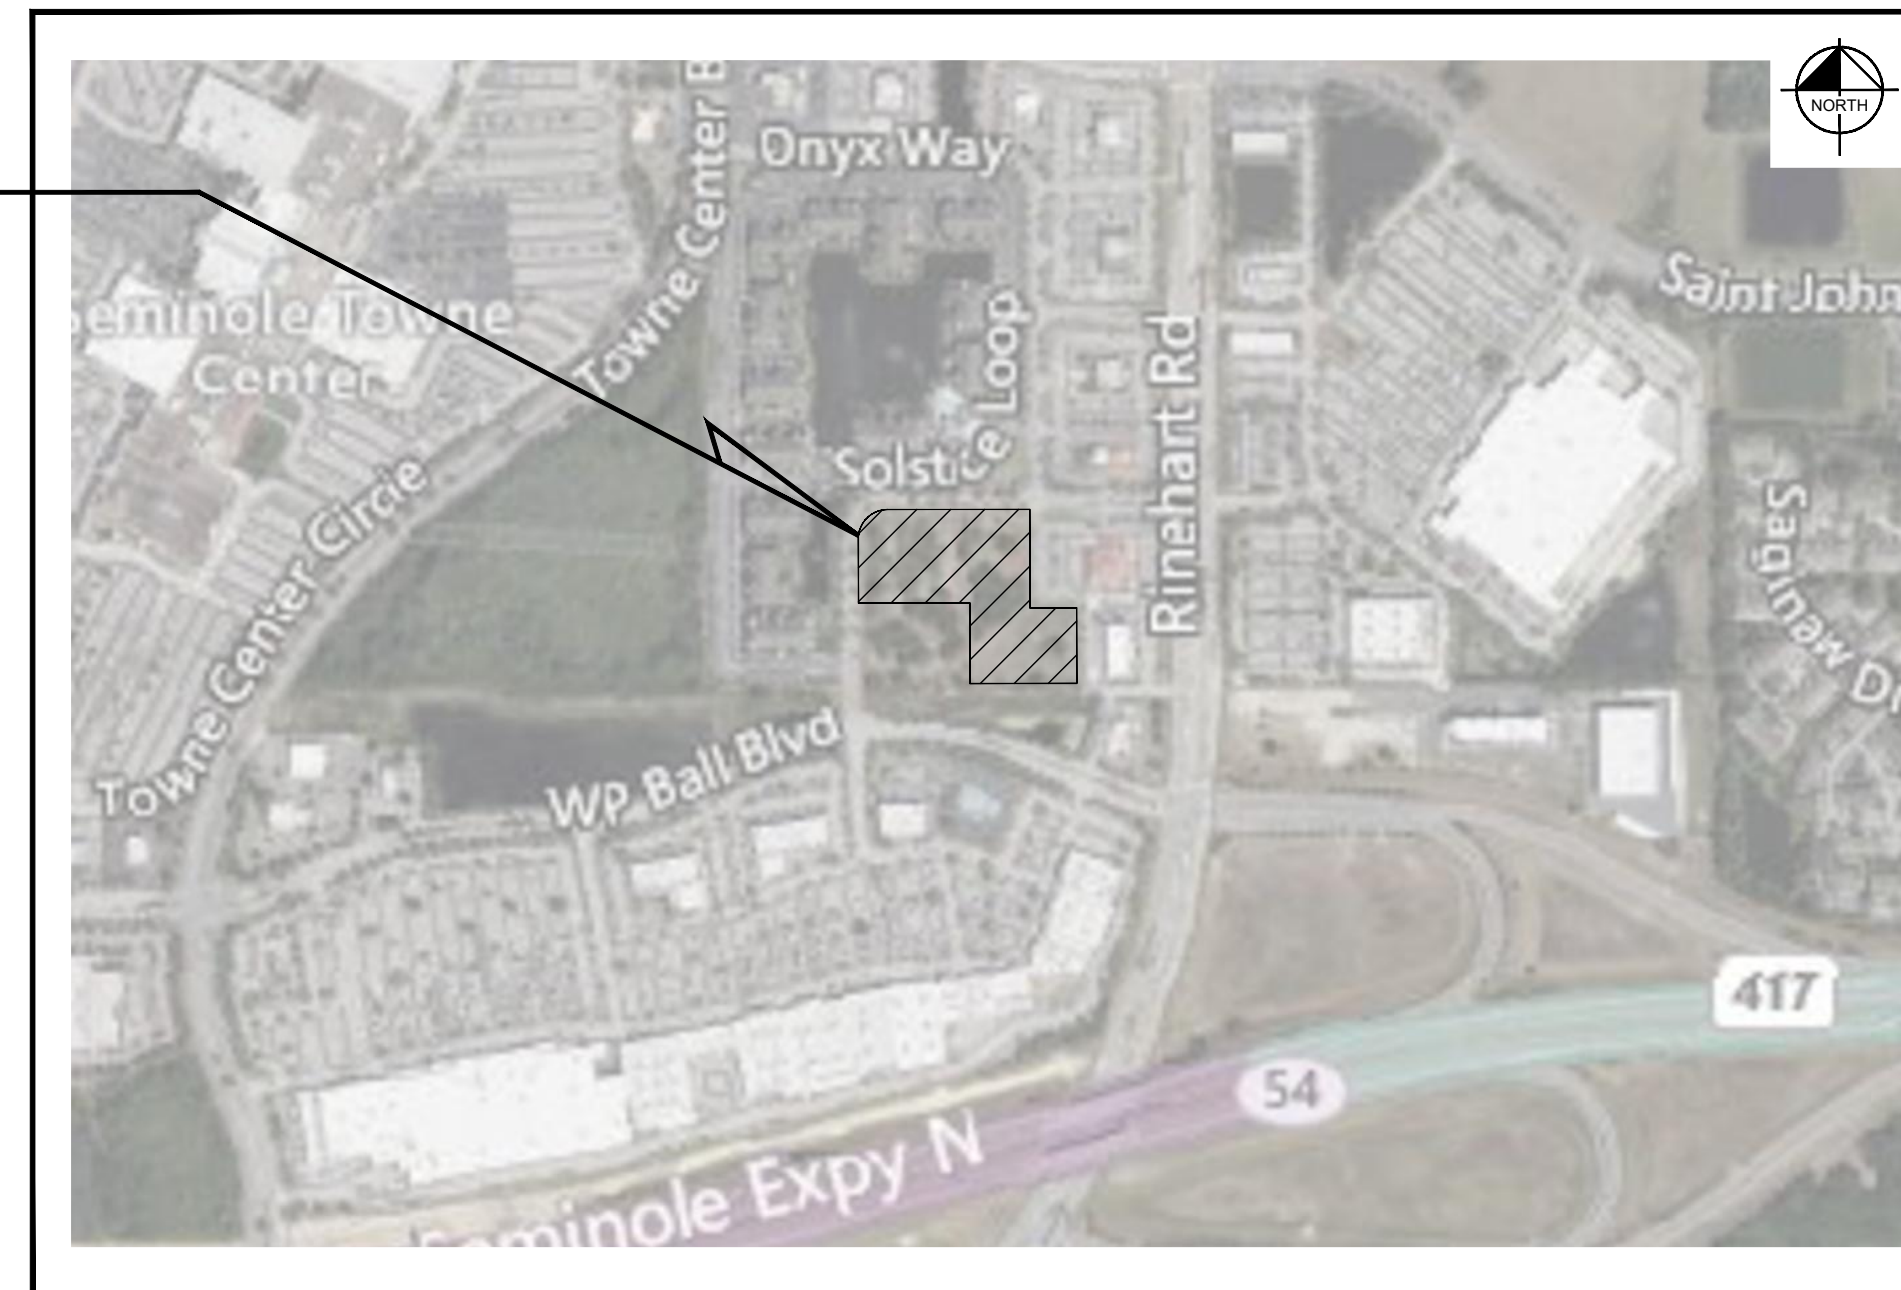 NORTH
Towne Center B
Onyx Way
Saint John
Seminole Towne
Center
Solstice Loop
Rinehart Rd
Towne Center Circle
Saginaw Dr
WP Ball Blvd
417
54
Seminole Expy N